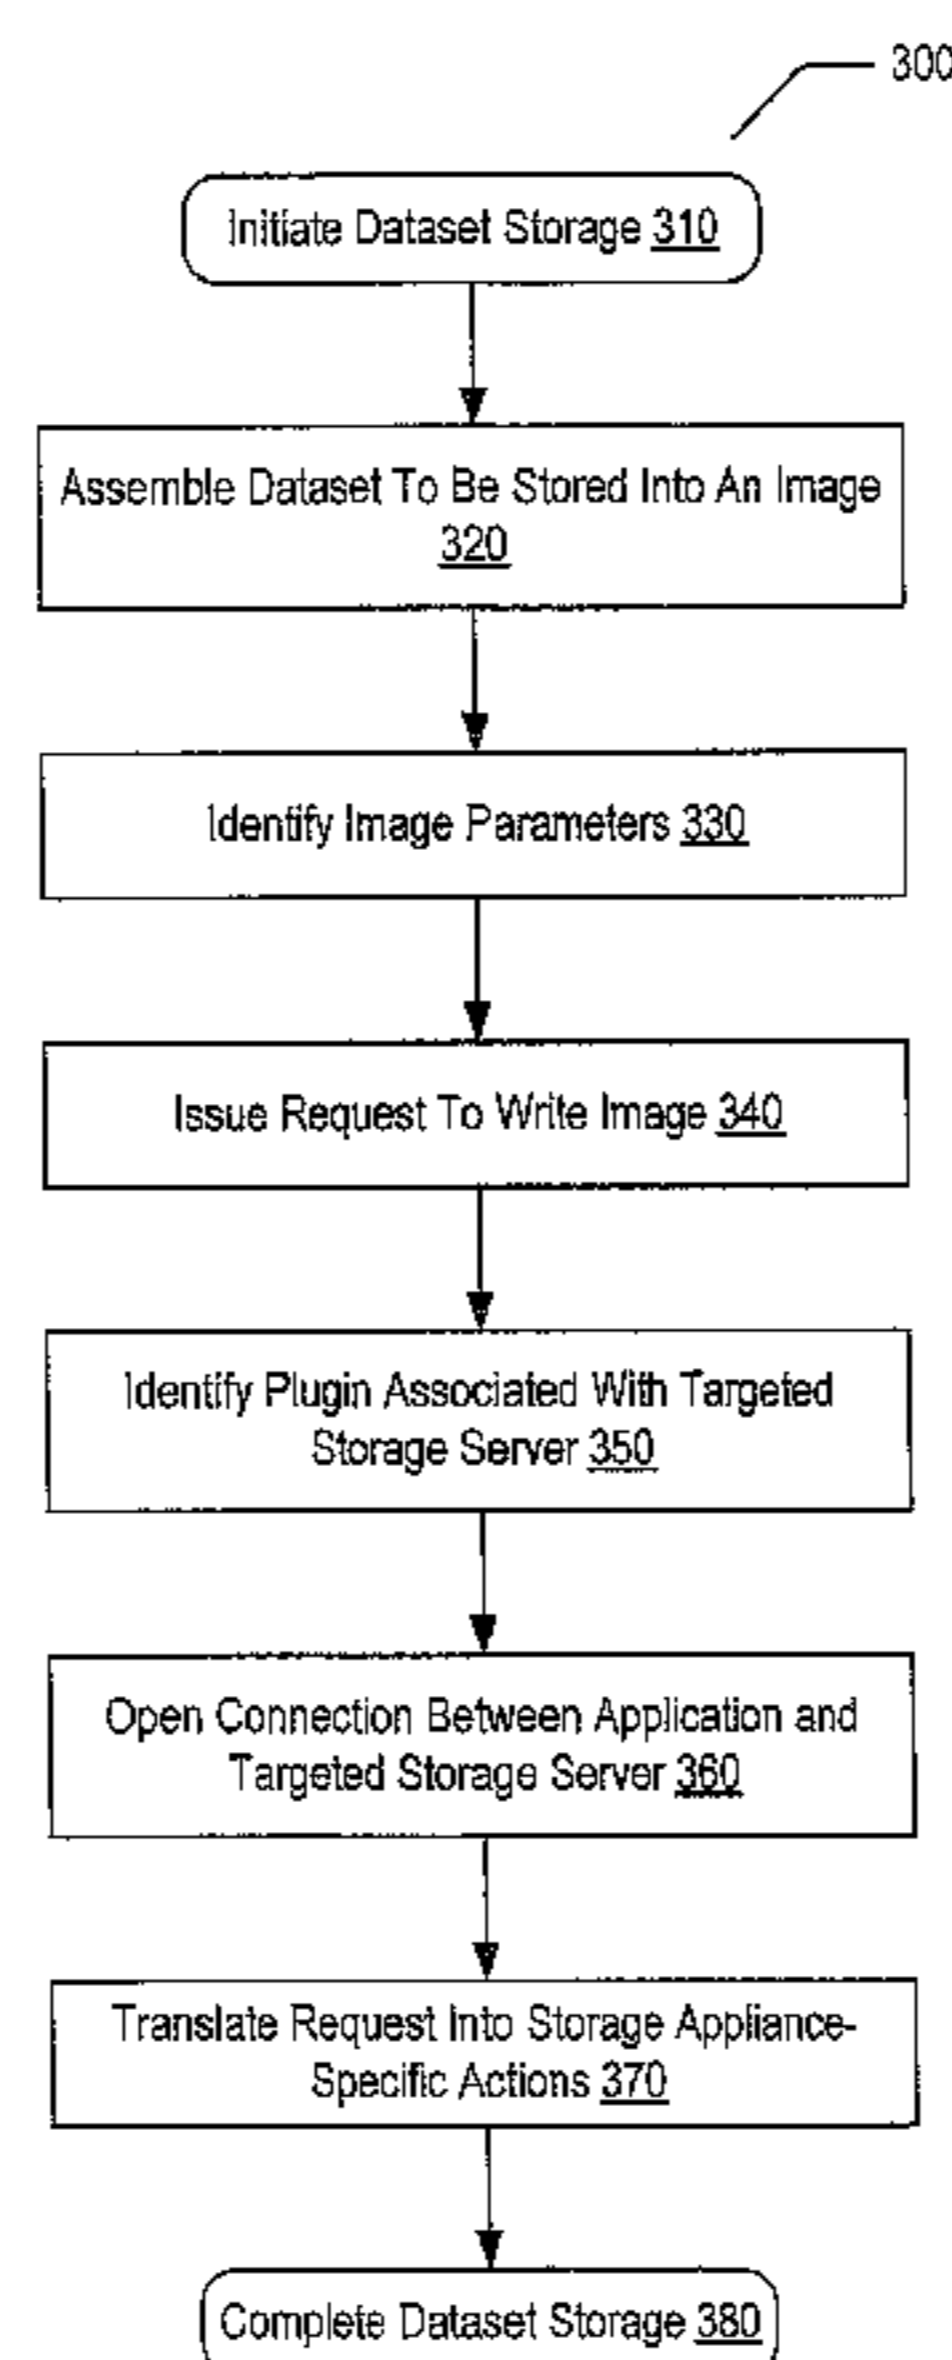 300
Initiate Dataset Storage 310
Assemble Dataset To Be Stored Into An Image
320
Identify Image Parameters 330
Issue Request To Write Image 340
Identify Plugin Associated With Targeted
Storage Server 350
Open Connection Between Application and
Targeted Storage Server 360
Translate Request Into Storage Appliance-
Specific Actions 370
Complete Dataset Storage 380